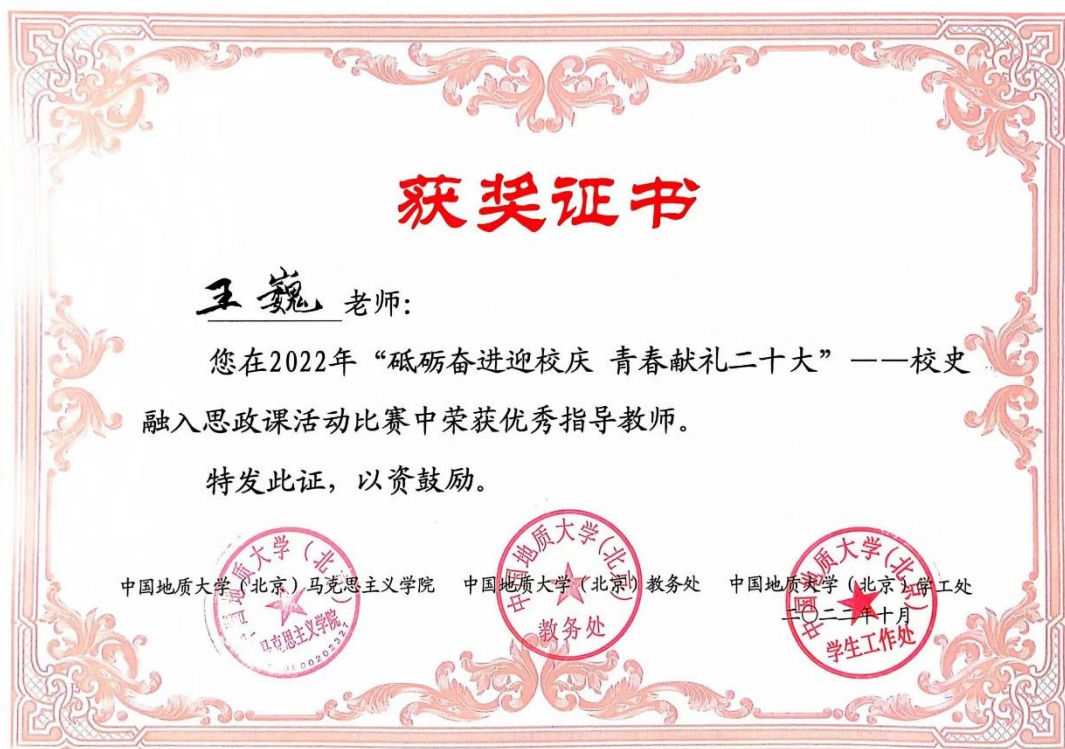 获奖证书
王巍 老师：
您在2022年“砥砺奋进迎校庆 青春献礼二十大”——校史
融入思政课活动比赛中荣获优秀指导教师。
特发此证，以资鼓励。
中国地质大学（北京）马克思主义学院 中国地质大学（北京）教务处 中国地质大学（北京）学工处
二〇二二年十月
中国地质大学（北京）
马克思主义学院
中国地质大学(北京)
教务处
中国地质大学(北京)
学生工作处